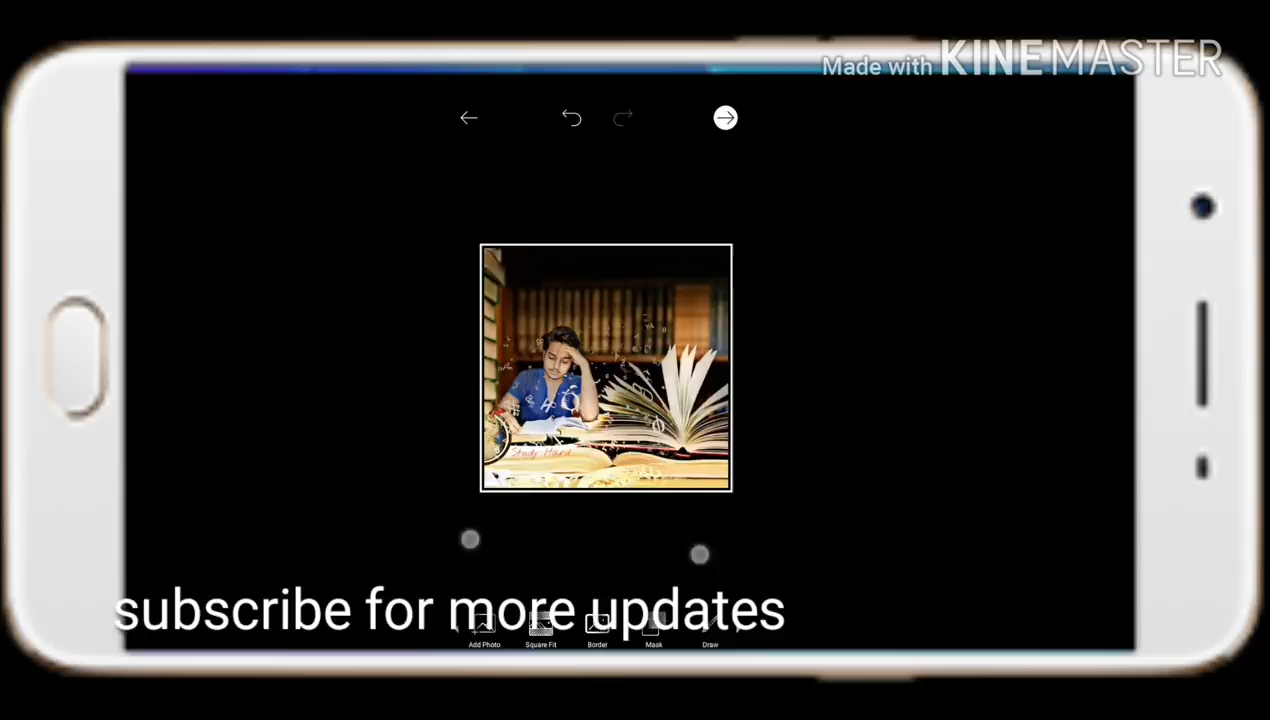 Made with KINEMASTER
Study Hard
subscribe for more updates
Add Photo Square Fit Border Mask Draw